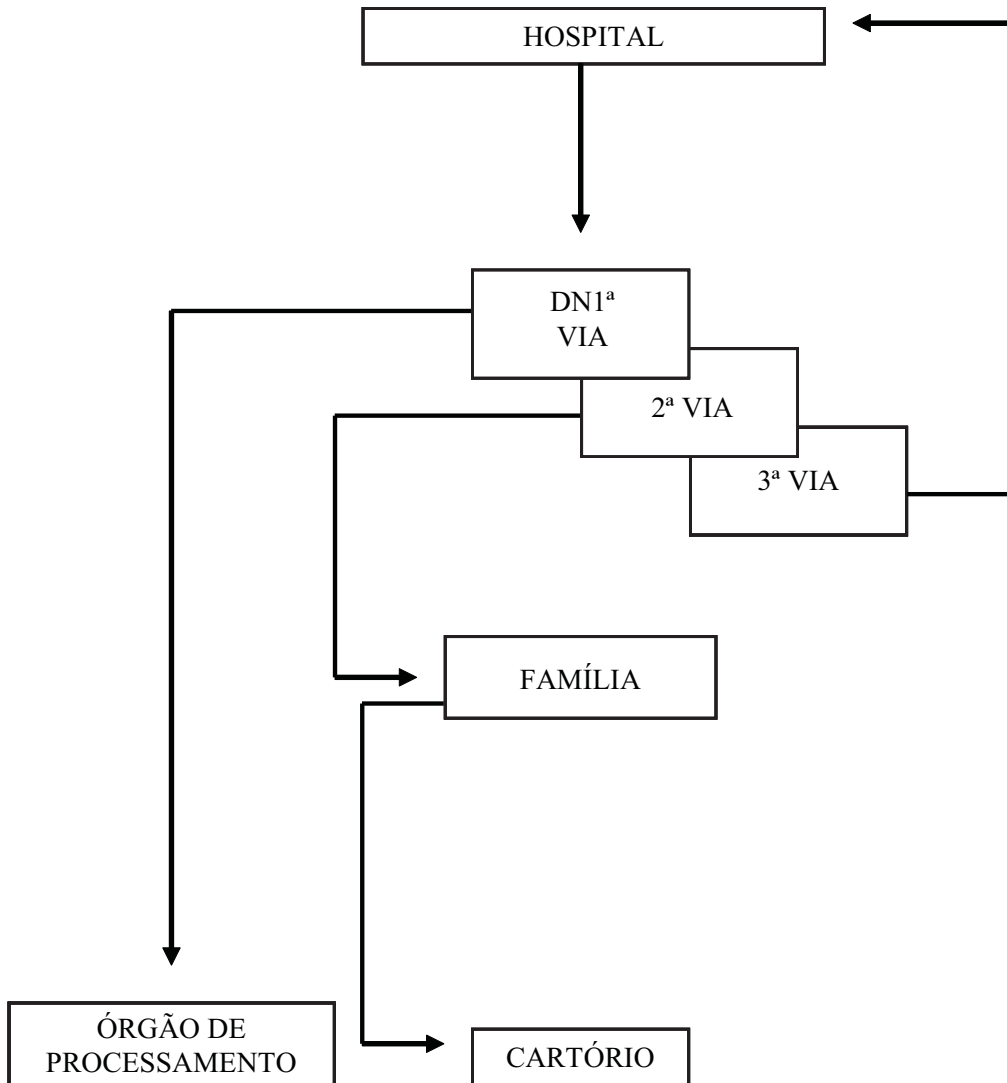 HOSPITAL
DN1ª
VIA
2ª VIA
3ª VIA
FAMÍLIA
ÓRGÃO DE
PROCESSAMENTO
CARTÓRIO